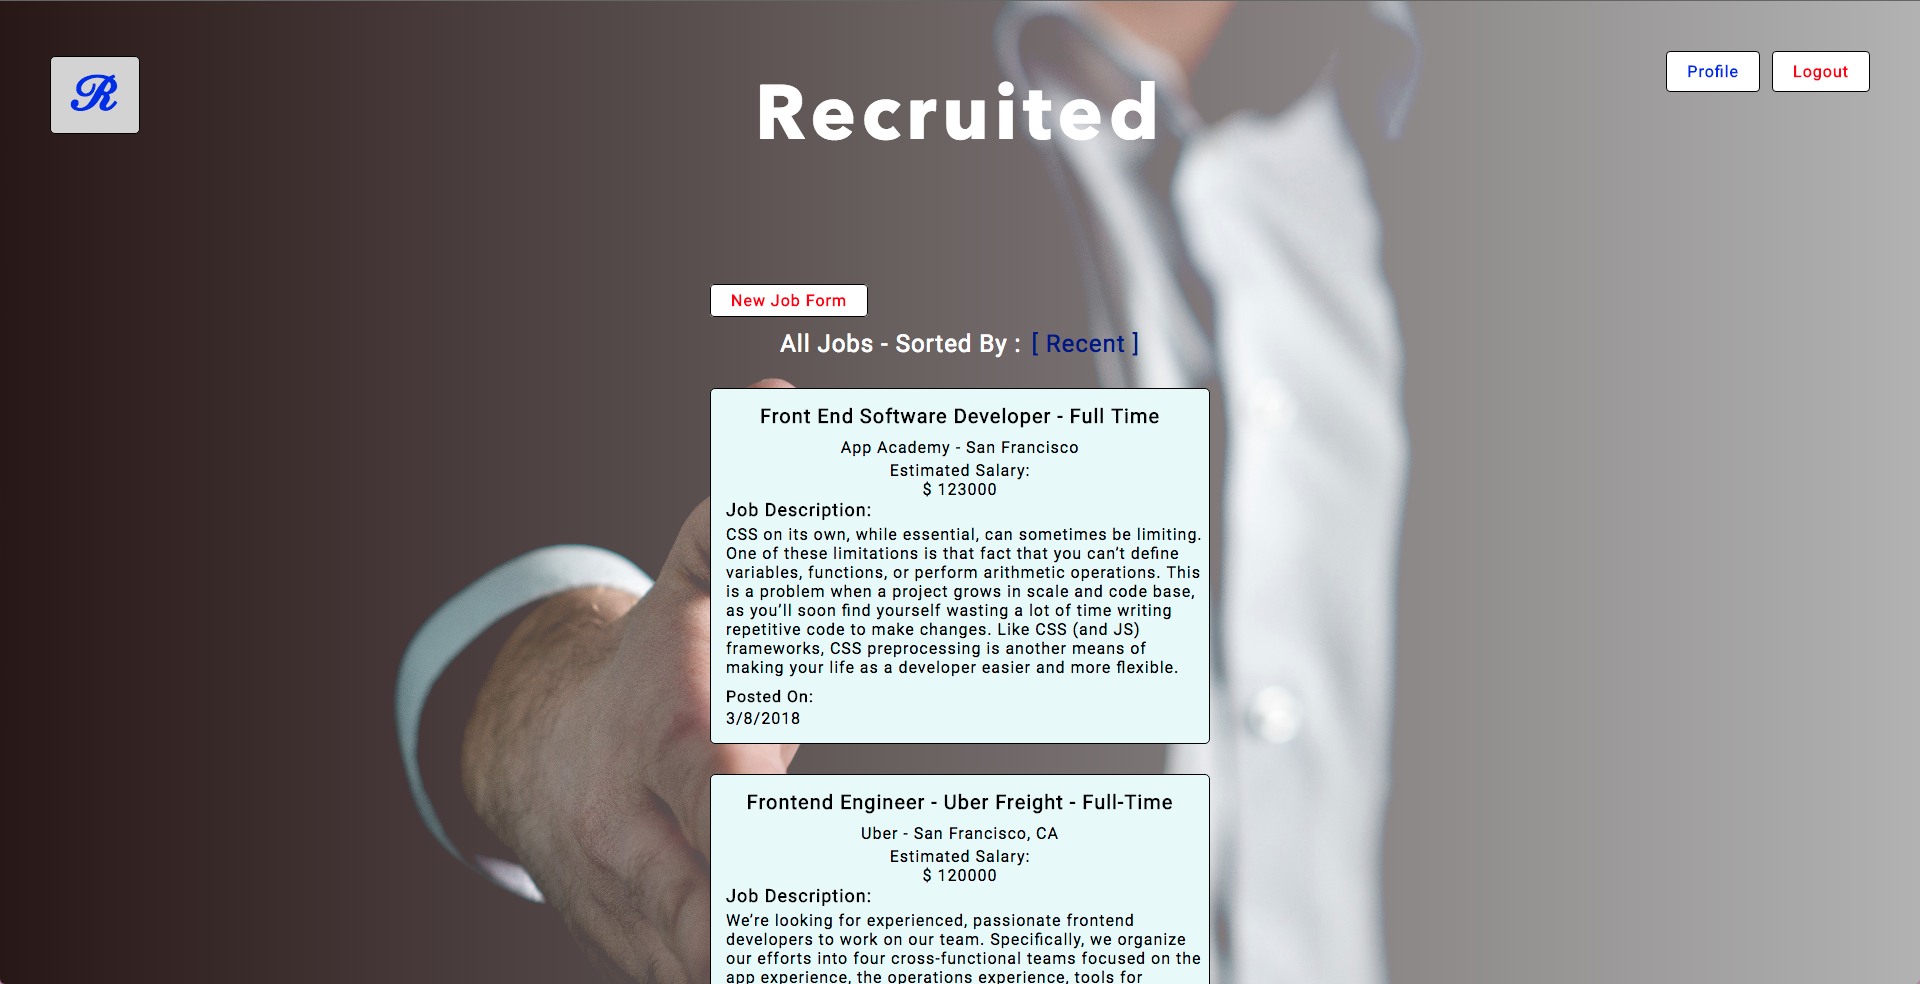 R
Profile
Logout
Recruited
New Job Form
All Jobs - Sorted By : [ Recent ]
Front End Software Developer - Full Time
App Academy - San Francisco
Estimated Salary:
$ 123000
Job Description:
CSS on its own, while essential, can sometimes be limiting.
One of these limitations is that fact that you can’t define
variables, functions, or perform arithmetic operations. This
is a problem when a project grows in scale and code base,
as you’ll soon find yourself wasting a lot of time writing
repetitive code to make changes. Like CSS (and JS)
frameworks, CSS preprocessing is another means of
making your life as a developer easier and more flexible.
Posted On:
3/8/2018
Frontend Engineer - Uber Freight - Full-Time
Uber - San Francisco, CA
Estimated Salary:
$ 120000
Job Description:
We’re looking for experienced, passionate frontend
developers to work on our team. Specifically, we organize
our efforts into four cross-functional teams focused on the
app experience, the operations experience, tools for